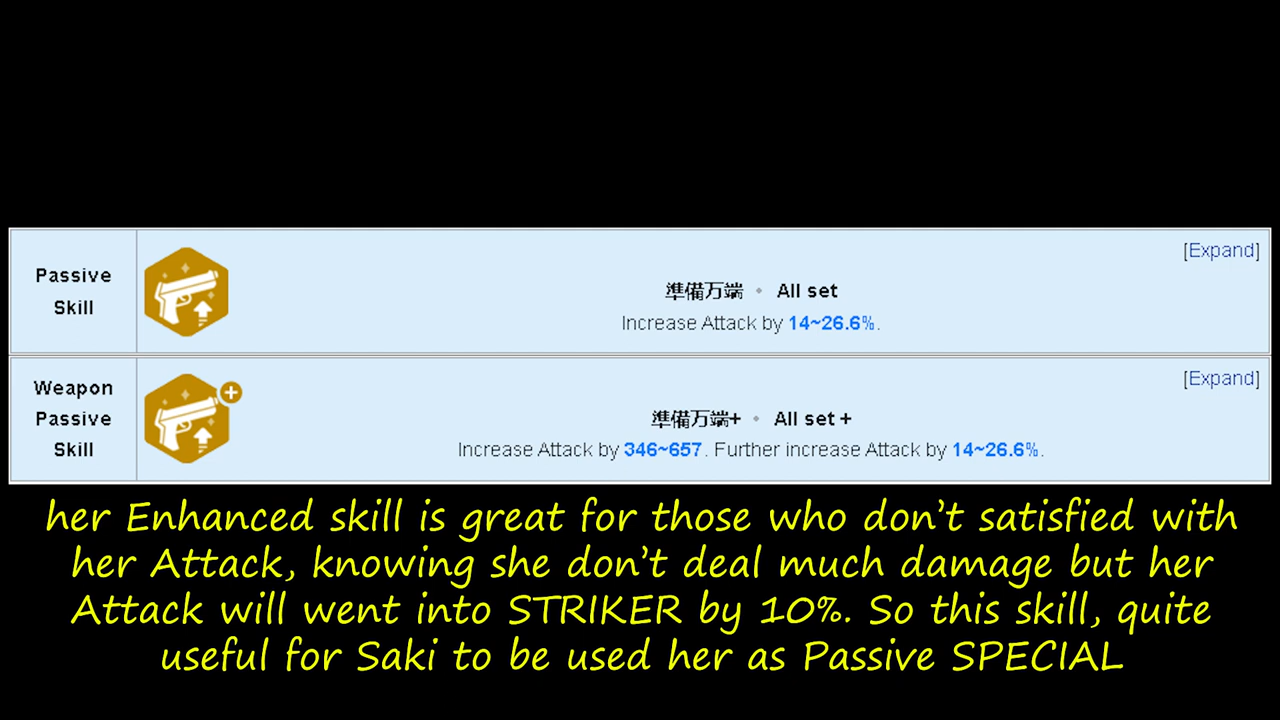 [Expand]
Passive
Skill
準備万端 • All set
Increase Attack by 14~26.6%.
[Expand]
Weapon
Passive
Skill
準備万端+ • All set +
Increase Attack by 346~657. Further increase Attack by 14~26.6%.
her Enhanced skill is great for those who don't satisfied with
her Attack, knowing she don't deal much damage but her
Attack will went into STRIKER by 10%. So this skill, quite
useful for Saki to be used her as Passive SPECIAL